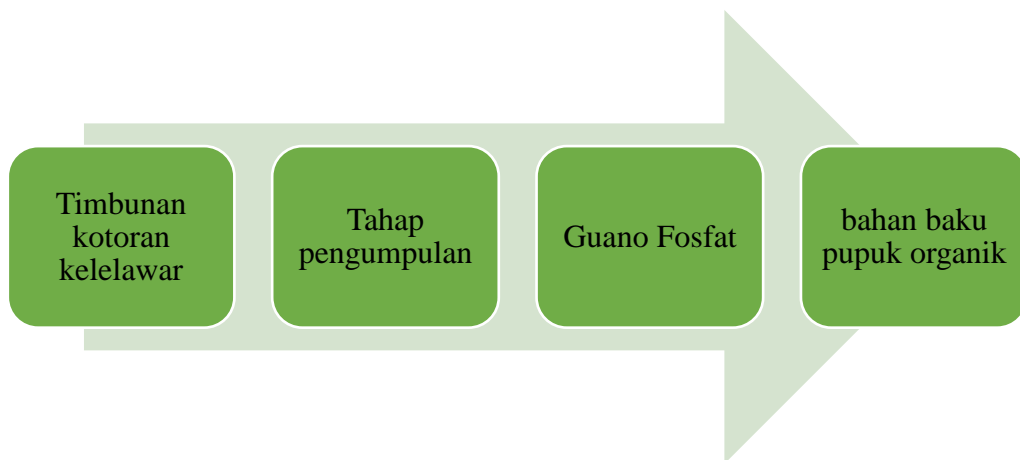 Timbunan
kotoran
kelelawar
Tahap
pengumpulan
Guano Fosfat
bahan baku
pupuk organik